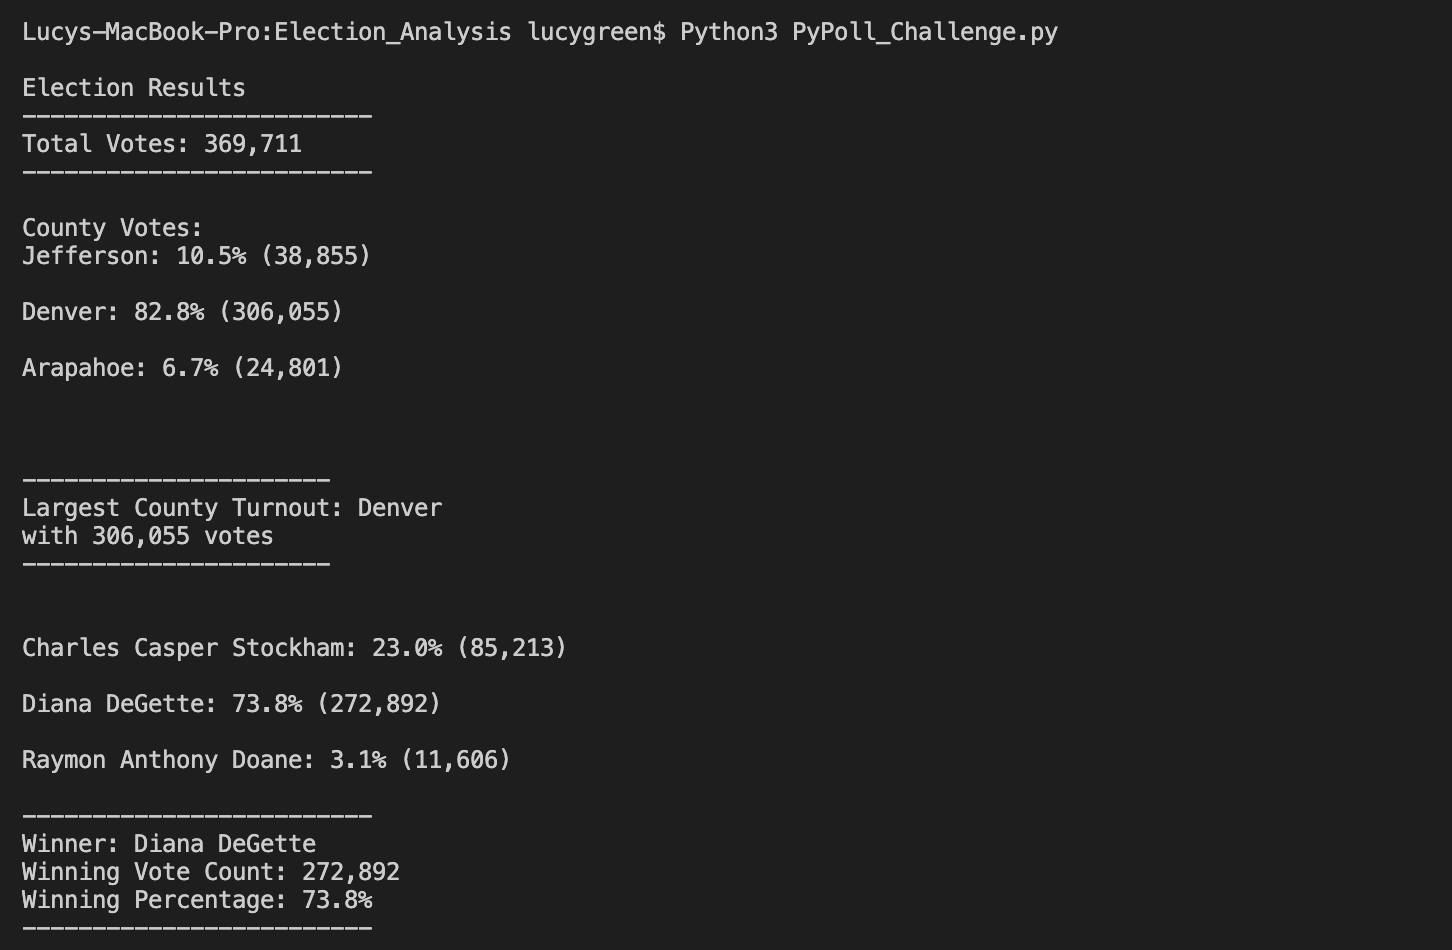 Lucys-MacBook-Pro:Election_Analysis lucygreen$ Python3 PyPoll_Challenge.py
Election Results
-------------------------
Total Votes: 369,711
-------------------------
County Votes:
Jefferson: 10.5% (38,855)
Denver: 82.8% (306,055)
Arapahoe: 6.7% (24,801)
----------------------
Largest County Turnout: Denver
with 306,055 votes
----------------------
Charles Casper Stockham: 23.0% (85,213)
Diana DeGette: 73.8% (272,892)
Raymon Anthony Doane: 3.1% (11,606)
-------------------------
Winner: Diana DeGette
Winning Vote Count: 272,892
Winning Percentage: 73.8%
-------------------------